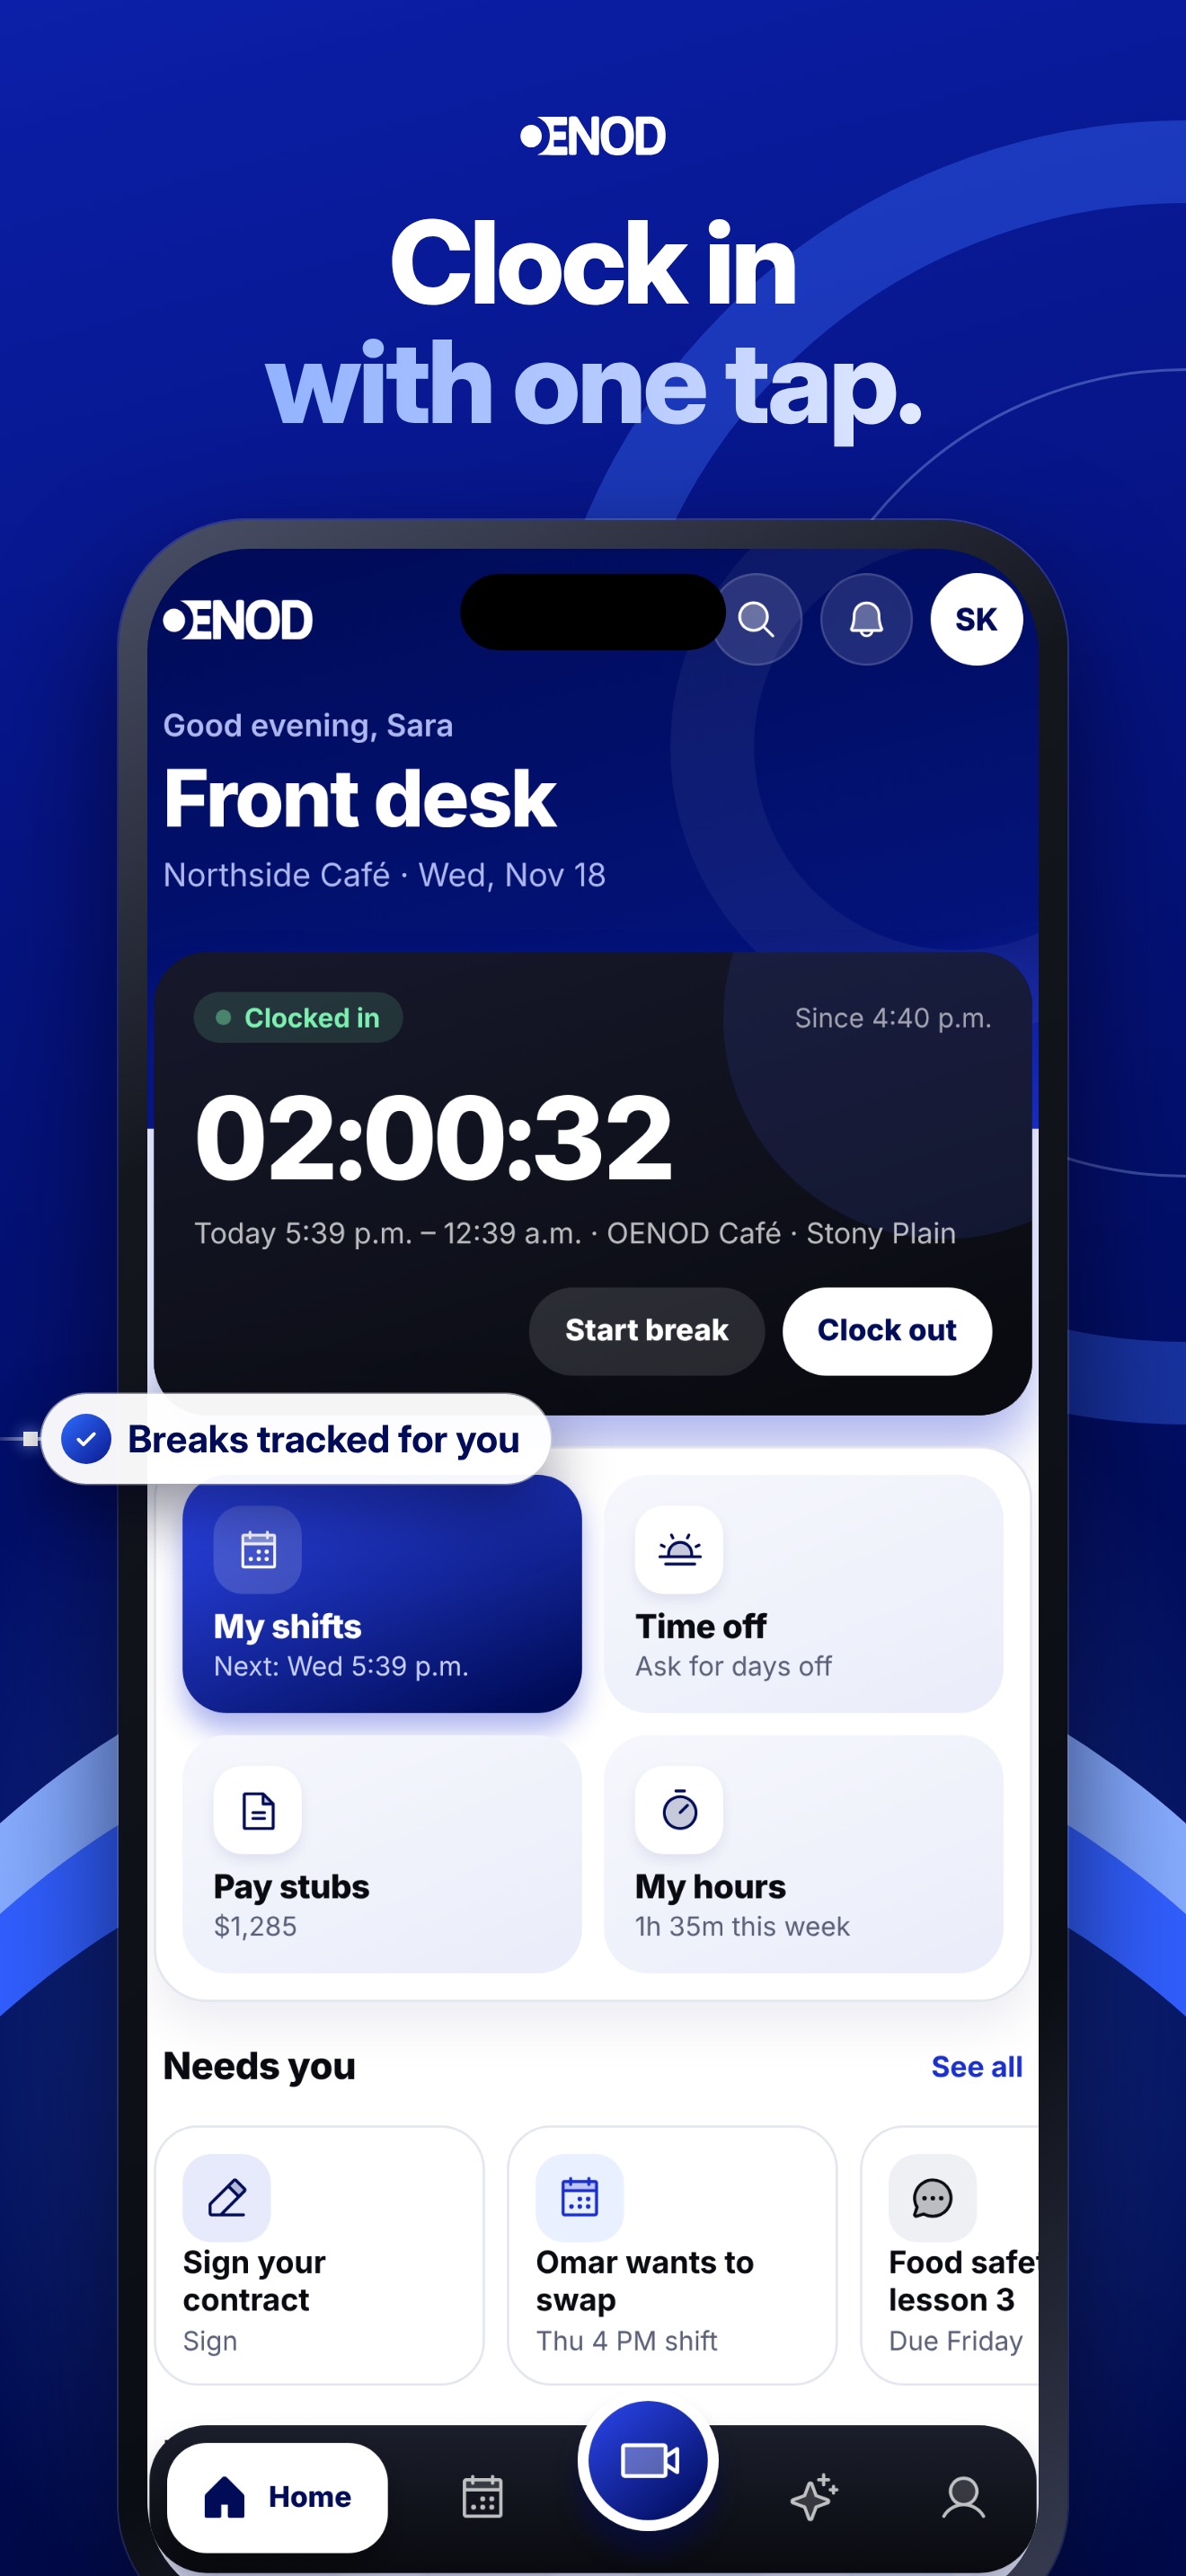 OENOD
Clock in
with one tap.
OENOD
SK
Good evening, Sara
Front desk
Northside Café · Wed, Nov 18
Clocked in
Since 4:40 p.m.
02:00:32
Today 5:39 p.m. – 12:39 a.m. · OENOD Café · Stony Plain
Start break
Clock out
Breaks tracked for you
My shifts
Next: Wed 5:39 p.m.
Time off
Ask for days off
Pay stubs
$1,285
My hours
1h 35m this week
Needs you
See all
Sign your
contract
Sign
Omar wants to
swap
Thu 4 PM shift
Food safet
lesson 3
Due Friday
Home